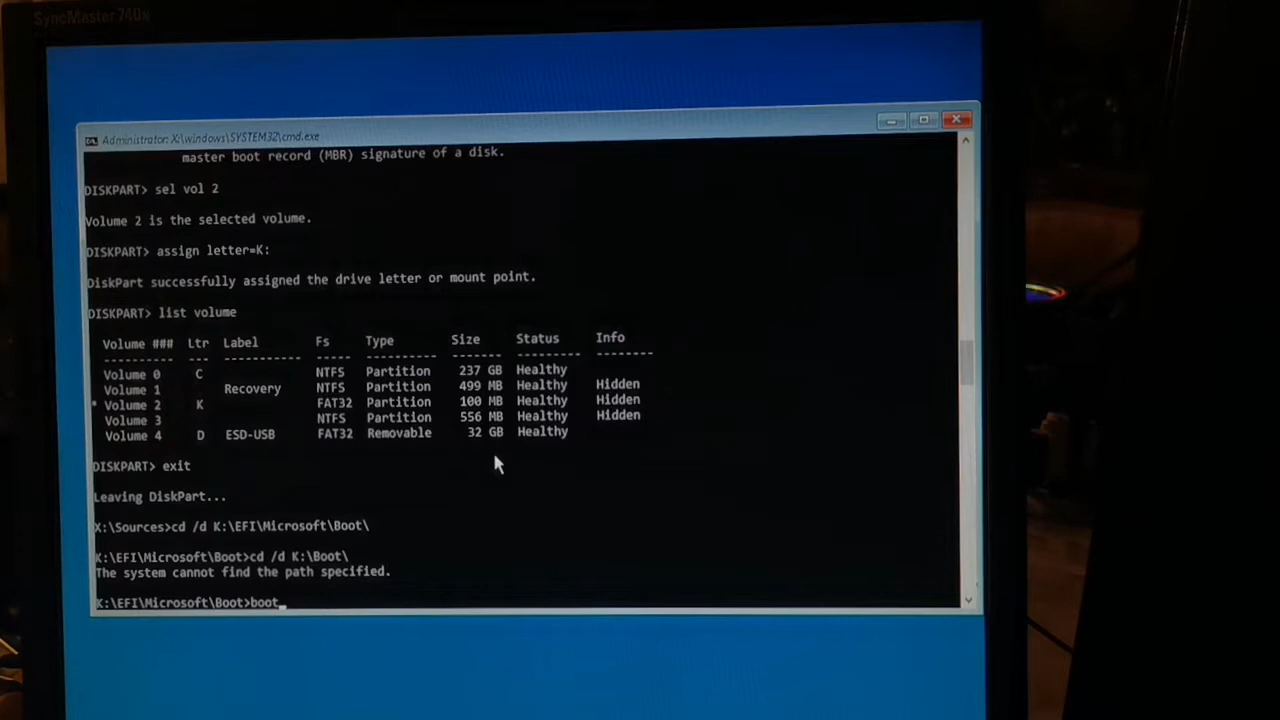 SyncMaster 740N
Administrator: X:\windows\SYSTEM32\cmd.exe
master boot record (MBR) signature of a disk.
DISKPART> sel vol 2
Volume 2 is the selected volume.
DISKPART> assign letter=K:
DiskPart successfully assigned the drive letter or mount point.
DISKPART> list volume
Volume ### Ltr Label Fs Type Size Status Info
---------- --- ----------- ----- ---------- ------- --------- --------
Volume 0 C NTFS Partition 237 GB Healthy
Volume 1 Recovery NTFS Partition 499 MB Healthy Hidden
* Volume 2 K FAT32 Partition 100 MB Healthy Hidden
Volume 3 NTFS Partition 556 MB Healthy Hidden
Volume 4 D ESD-USB FAT32 Removable 32 GB Healthy
DISKPART> exit
Leaving DiskPart...
X:\Sources>cd /d K:\EFI\Microsoft\Boot\
K:\EFI\Microsoft\Boot>cd /d K:\Boot\
The system cannot find the path specified.
K:\EFI\Microsoft\Boot>boot_